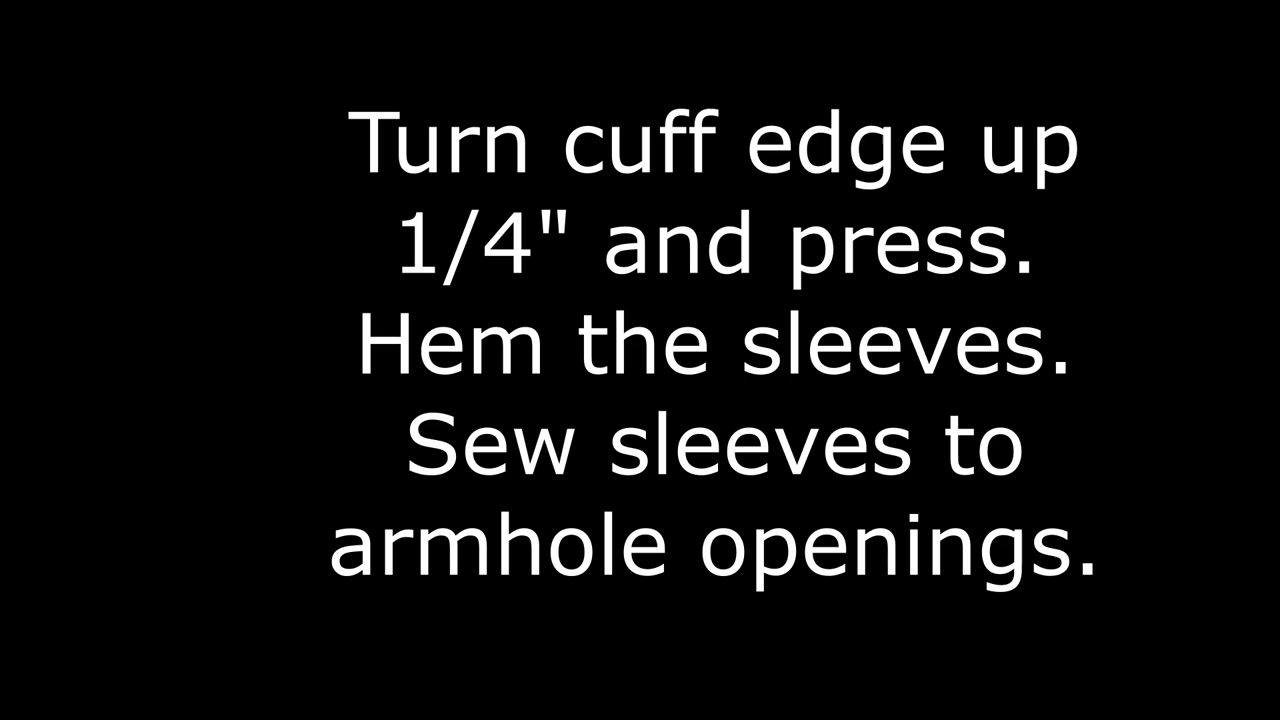 Turn cuff edge up
1/4" and press.
Hem the sleeves.
Sew sleeves to
armhole openings.